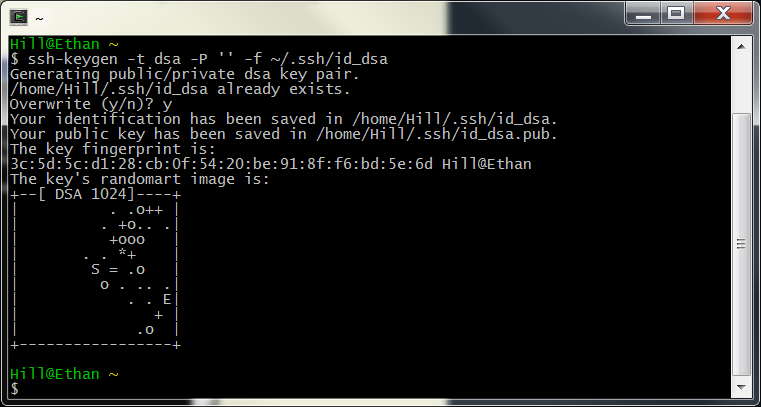 ~
Hill@Ethan ~
$ ssh-keygen -t dsa -P '' -f ~/.ssh/id_dsa
Generating public/private dsa key pair.
/home/Hill/.ssh/id_dsa already exists.
Overwrite (y/n)? y
Your identification has been saved in /home/Hill/.ssh/id_dsa.
Your public key has been saved in /home/Hill/.ssh/id_dsa.pub.
The key fingerprint is:
3c:5d:5c:d1:28:cb:0f:54:20:be:91:8f:f6:bd:5e:6d Hill@Ethan
The key's randomart image is:
+--[ DSA 1024]----+
|          . .o++ |
|         . +o.. .|
|          +ooo   |
|       . . *+    |
|        S = .o   |
|         o . .. .|
|            . . E|
|               + |
|             .o  |
+-----------------+

Hill@Ethan ~
$